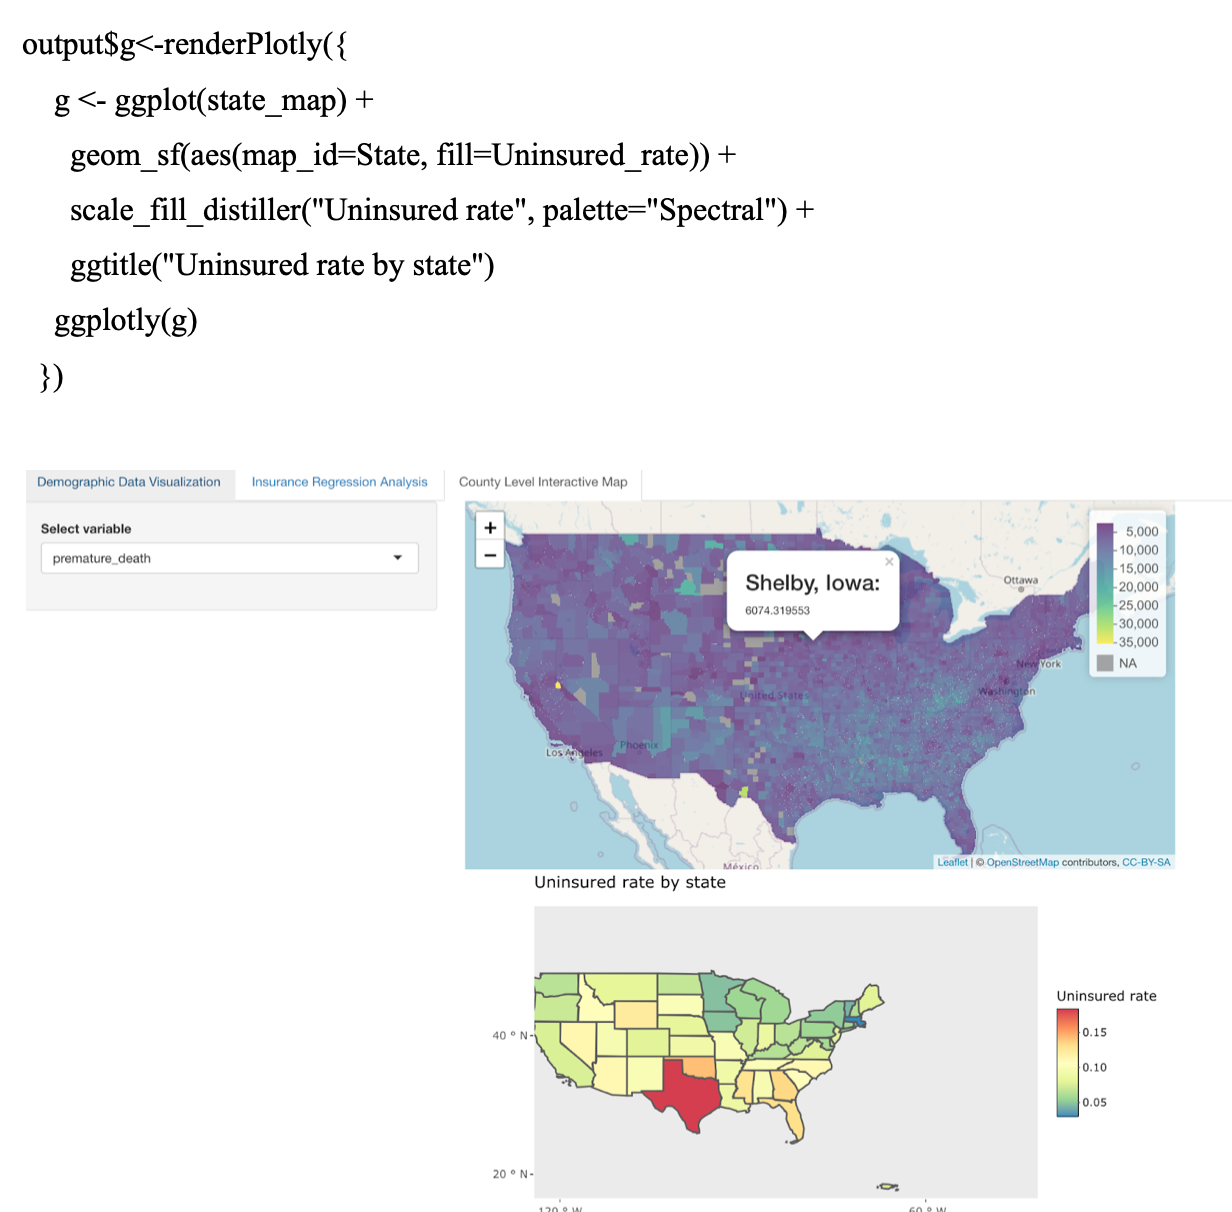 output$g<-renderPlotly({
g <- ggplot(state_map) +
geom_sf(aes(map_id=State, fill=Uninsured_rate)) +
scale_fill_distiller("Uninsured rate", palette="Spectral") +
ggtitle("Uninsured rate by state")
ggplotly(g)
})
Demographic Data Visualization
Insurance Regression Analysis
County Level Interactive Map
Select variable
premature_death
+
−
Shelby, Iowa:
6074.319553
×
Ottawa
New York
Washington
United States
Phoenix
Los Angeles
México
5,000
10,000
15,000
20,000
25,000
30,000
35,000
NA
Leaflet | © OpenStreetMap contributors, CC-BY-SA
Uninsured rate by state
40 ° N
20 ° N
120 ° W
60 ° W
Uninsured rate
0.15
0.10
0.05